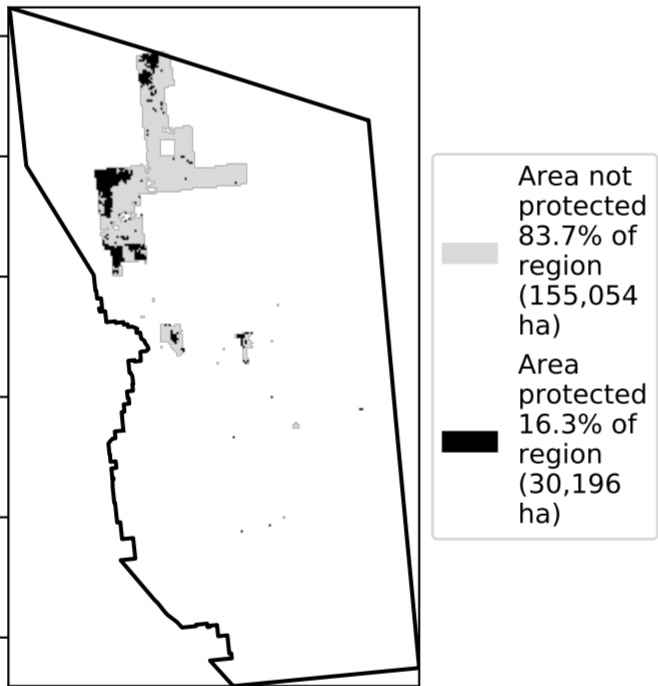 Area not
protected
83.7% of
region
(155,054
ha)
Area
protected
16.3% of
region
(30,196
ha)